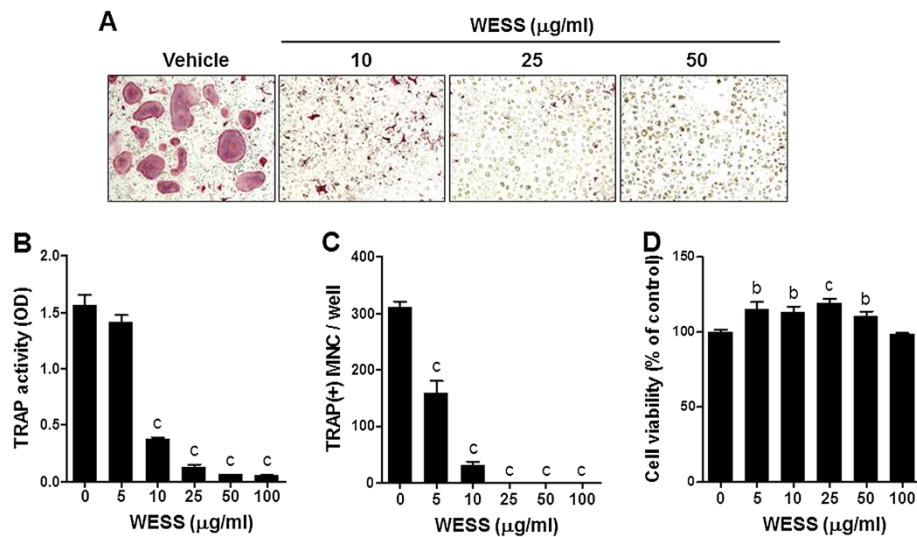 A
WESS (µg/ml)
Vehicle 10 25 50
B
TRAP activity (OD)
2.0
1.5
1.0
0.5
0.0
c c c c
0 5 10 25 50 100
WESS (µg/ml)
C
TRAP(+) MNC / well
400
300
200
100
0
c c c c c
0 5 10 25 50 100
WESS (µg/ml)
D
Cell viability (% of control)
150
100
50
0
b b c b
0 5 10 25 50 100
WESS (µg/ml)